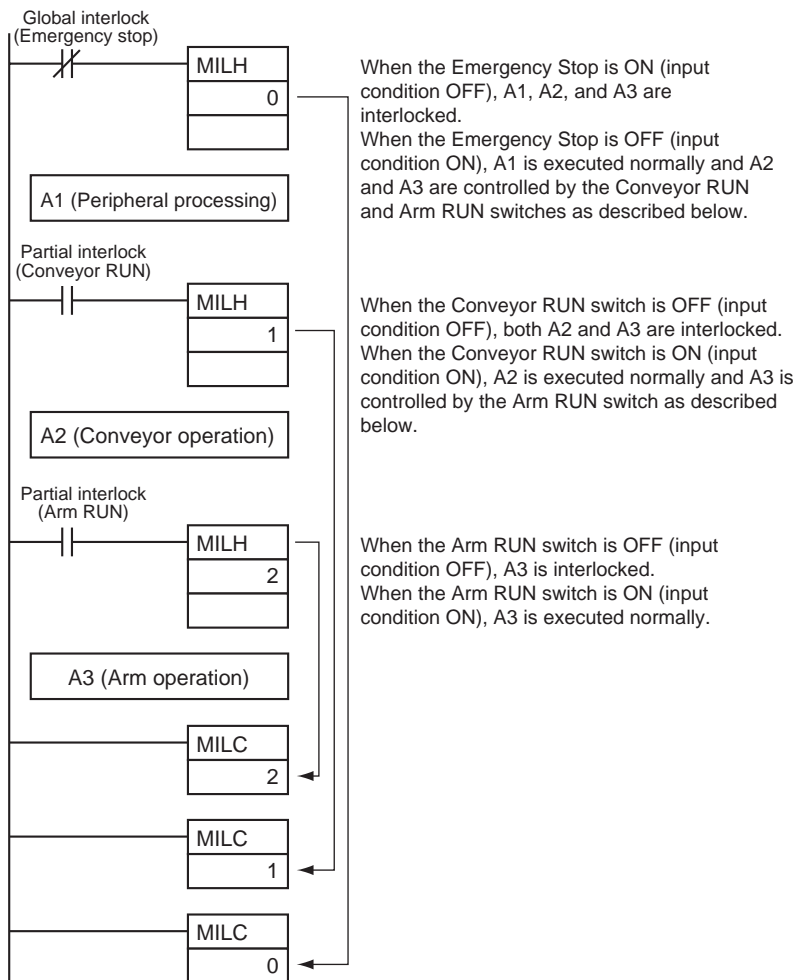 Global interlock
(Emergency stop)
MILH
0
When the Emergency Stop is ON (input
condition OFF), A1, A2, and A3 are
interlocked.
When the Emergency Stop is OFF (input
condition ON), A1 is executed normally and A2
and A3 are controlled by the Conveyor RUN
and Arm RUN switches as described below.
A1 (Peripheral processing)
Partial interlock
(Conveyor RUN)
MILH
1
When the Conveyor RUN switch is OFF (input
condition OFF), both A2 and A3 are interlocked.
When the Conveyor RUN switch is ON (input
condition ON), A2 is executed normally and A3 is
controlled by the Arm RUN switch as described
below.
A2 (Conveyor operation)
Partial interlock
(Arm RUN)
MILH
2
When the Arm RUN switch is OFF (input
condition OFF), A3 is interlocked.
When the Arm RUN switch is ON (input
condition ON), A3 is executed normally.
A3 (Arm operation)
MILC
2
MILC
1
MILC
0